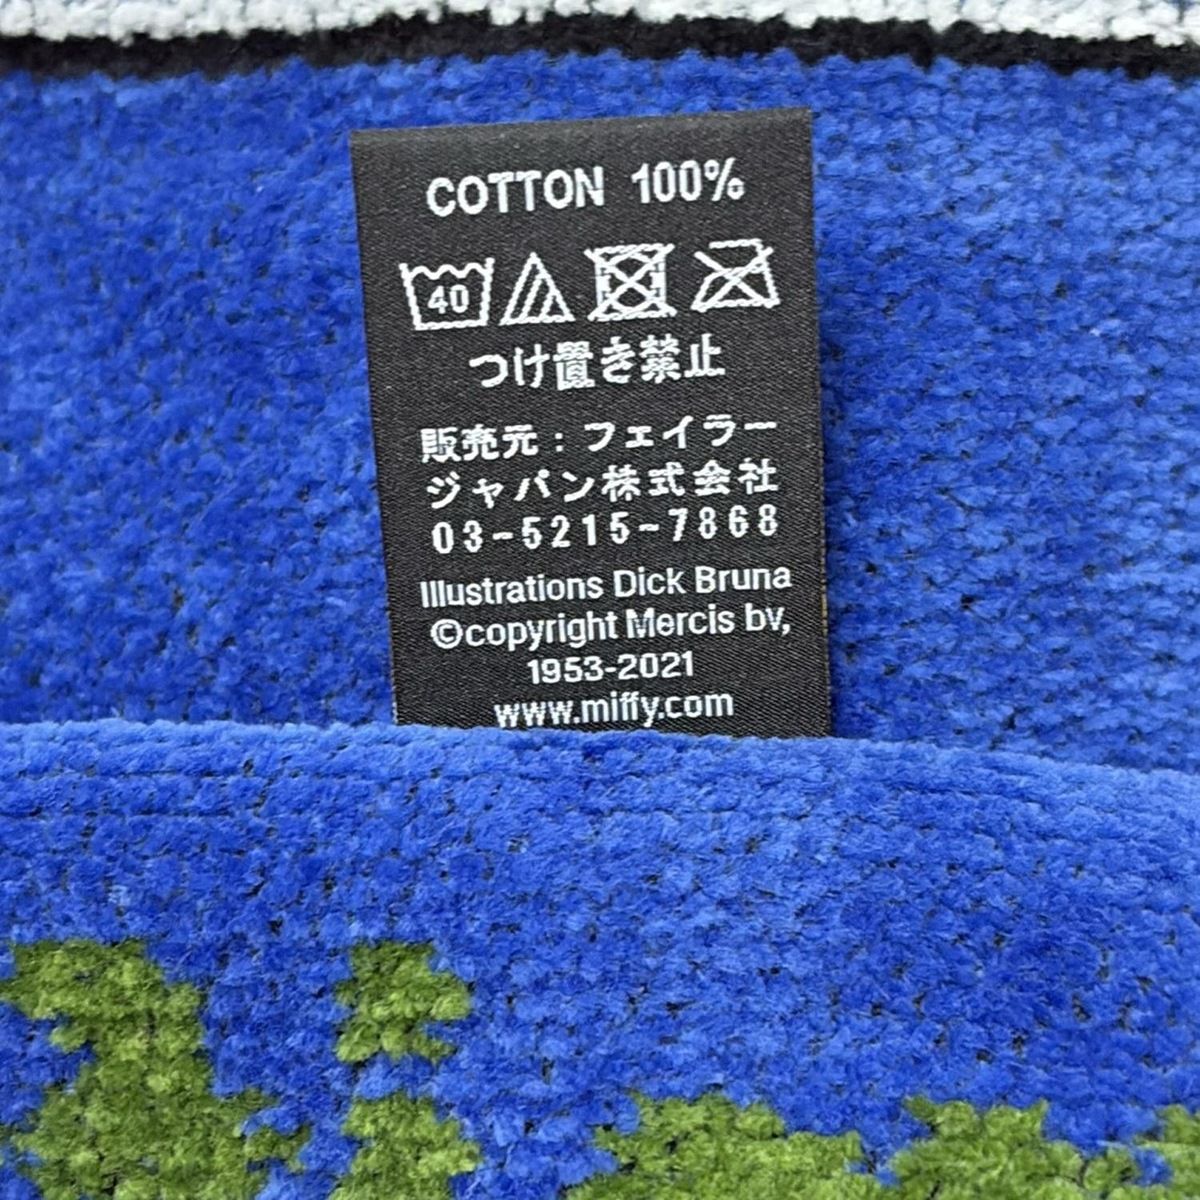 COTTON 100%
40
つけ置き禁止
販売元：フェイラー
ジャパン株式会社
03-5215-7868
Illustrations Dick Bruna
©copyright Mercis bv,
1953-2021
www.miffy.com